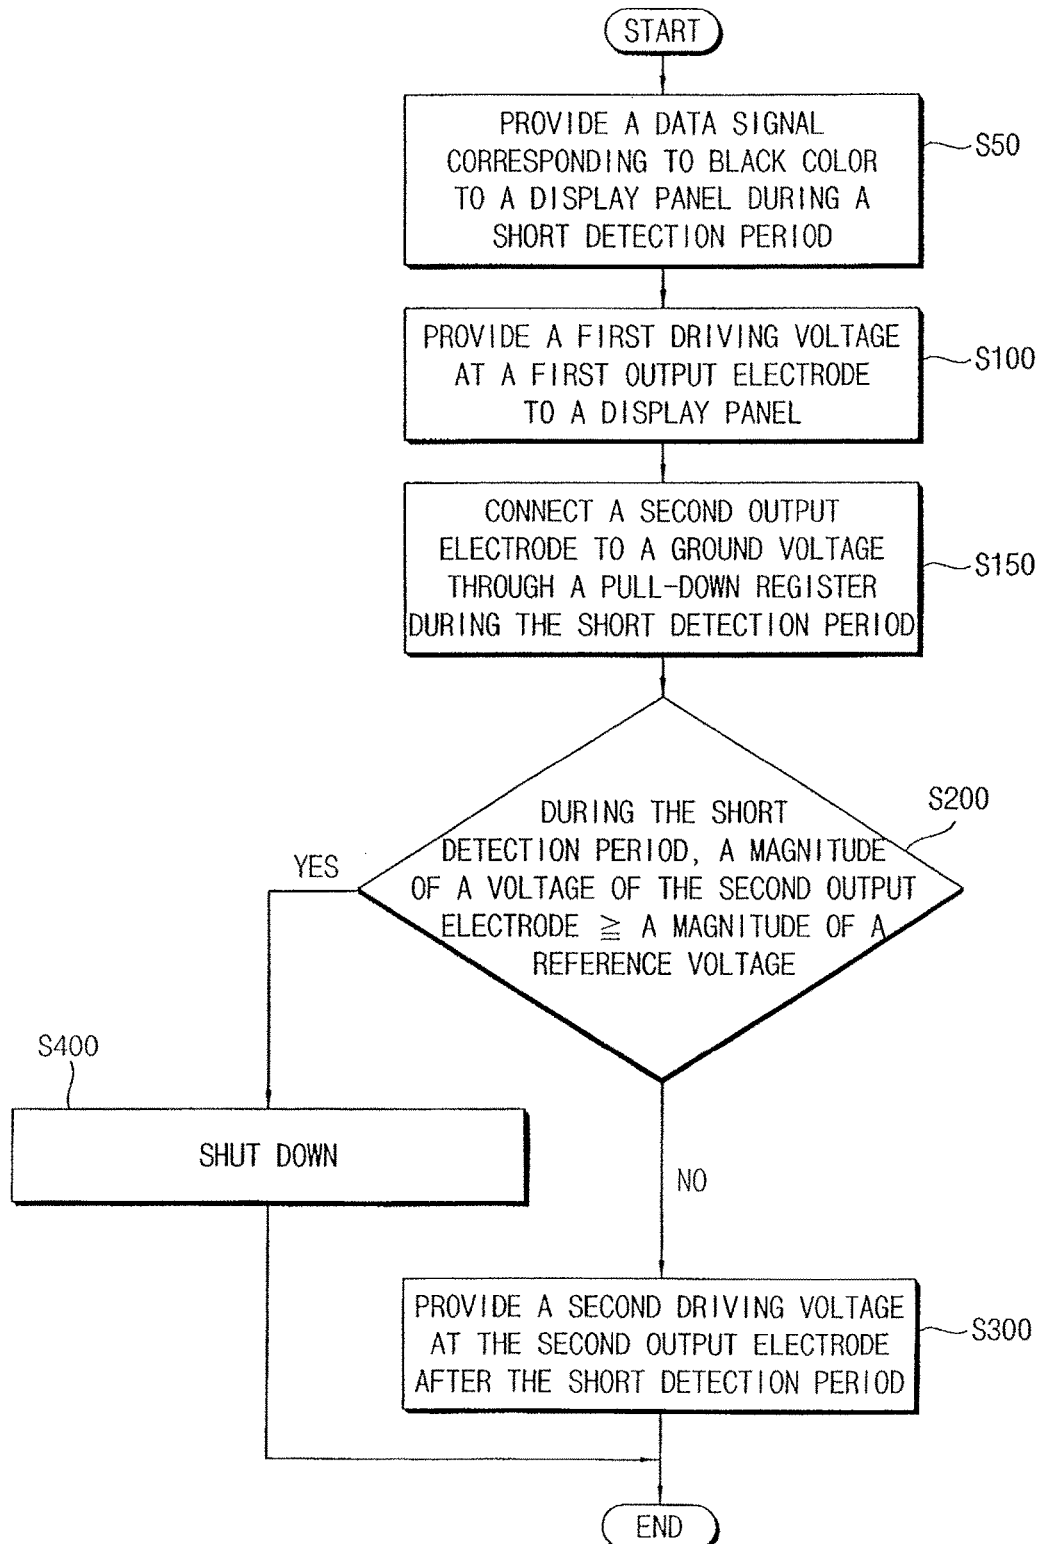 START
PROVIDE A DATA SIGNAL
CORRESPONDING TO BLACK COLOR
TO A DISPLAY PANEL DURING A
SHORT DETECTION PERIOD
S50
PROVIDE A FIRST DRIVING VOLTAGE
AT A FIRST OUTPUT ELECTRODE
TO A DISPLAY PANEL
S100
CONNECT A SECOND OUTPUT
ELECTRODE TO A GROUND VOLTAGE
THROUGH A PULL-DOWN REGISTER
DURING THE SHORT DETECTION PERIOD
S150
DURING THE SHORT
DETECTION PERIOD, A MAGNITUDE
OF A VOLTAGE OF THE SECOND OUTPUT
ELECTRODE ≧ A MAGNITUDE OF A
REFERENCE VOLTAGE
S200
YES
S400
SHUT DOWN
NO
PROVIDE A SECOND DRIVING VOLTAGE
AT THE SECOND OUTPUT ELECTRODE
AFTER THE SHORT DETECTION PERIOD
S300
END